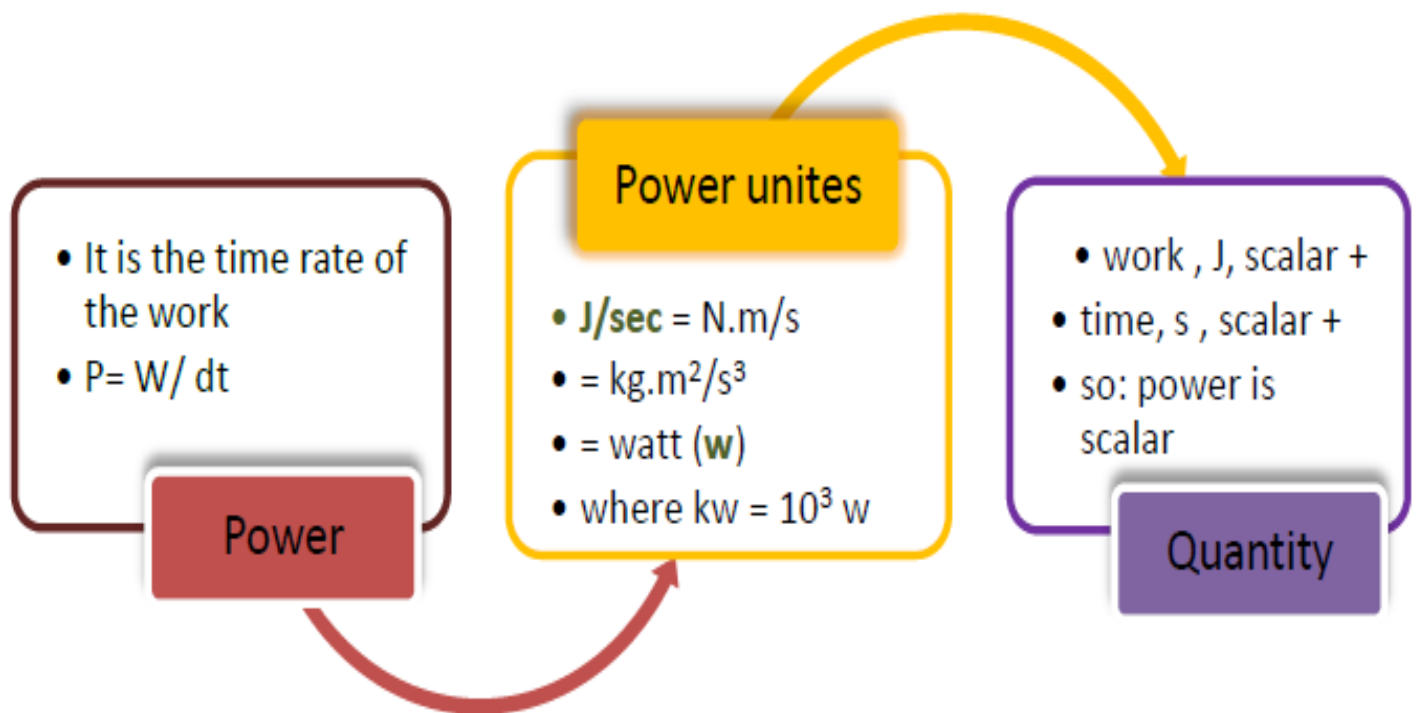 • It is the time rate of
the work
• P= W/ dt
Power
Power unites
• J/sec = N.m/s
• = kg.m²/s³
• = watt (w)
• where kw = 10³ w
• work , J, scalar +
• time, s , scalar +
• so: power is
scalar
Quantity